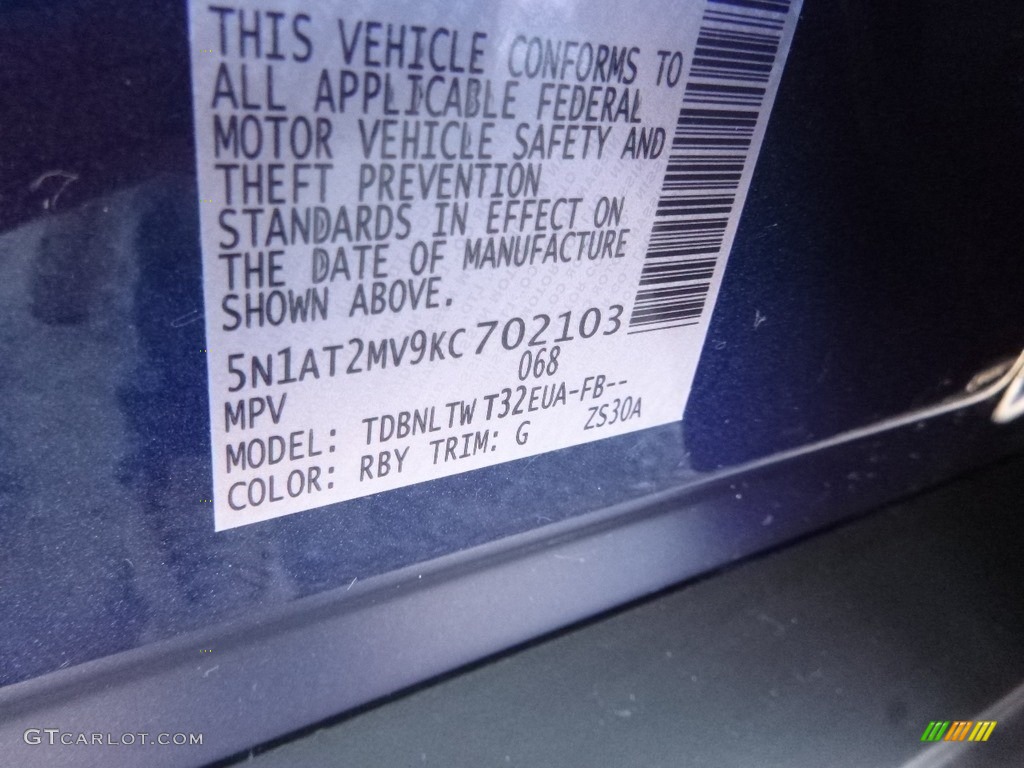 THIS VEHICLE CONFORMS TO
ALL APPLICABLE FEDERAL
MOTOR VEHICLE SAFETY AND
THEFT PREVENTION
STANDARDS IN EFFECT ON
THE DATE OF MANUFACTURE
SHOWN ABOVE.
5N1AT2MV9KC702103
MPV 068
MODEL: TDBNLTW T32EUA-FB--
COLOR: RBY TRIM: G ZS30A
GTCARLOT.COM